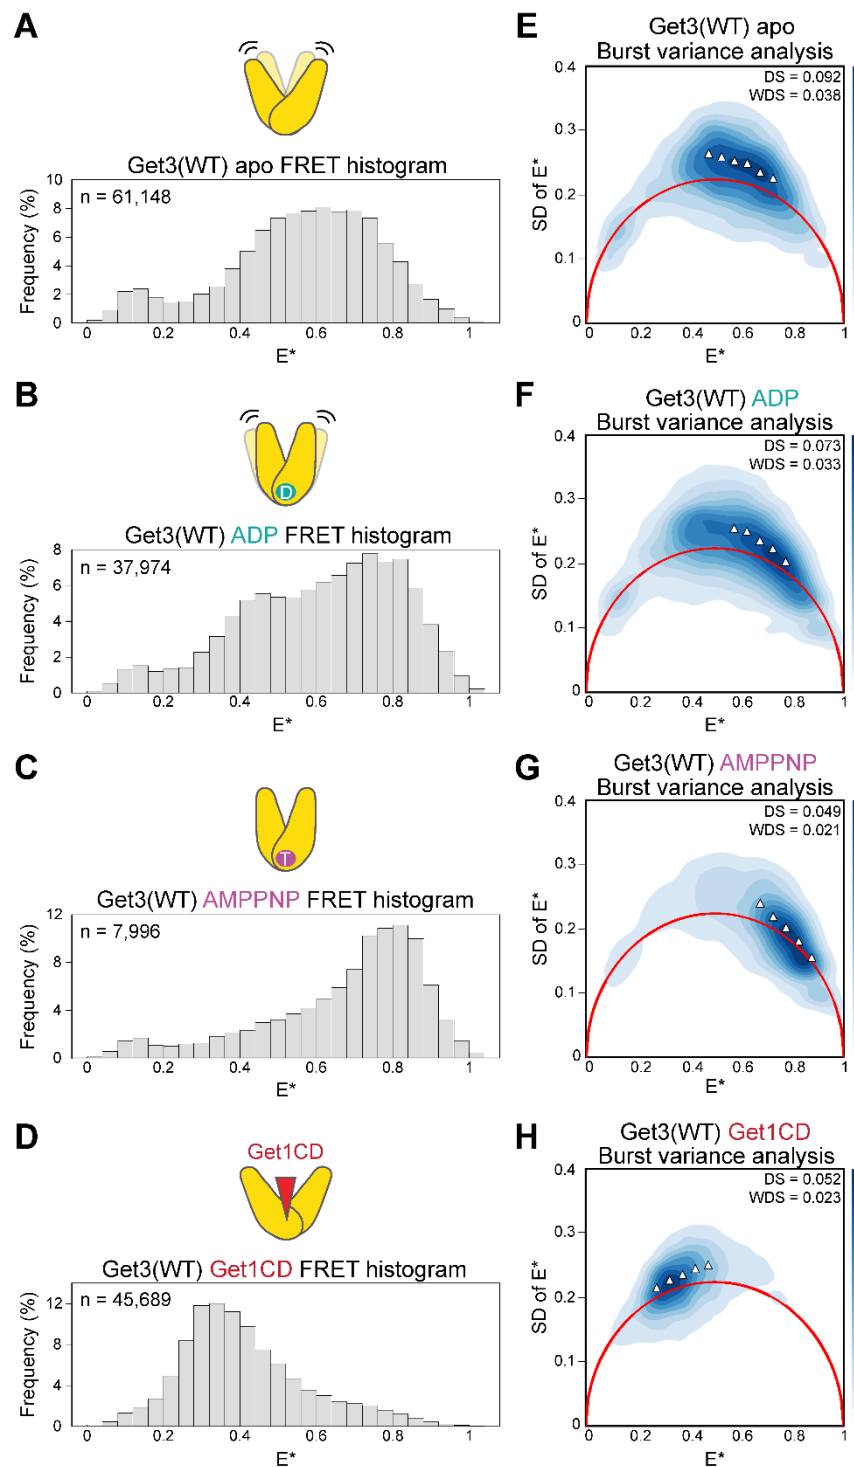 A
Get3(WT) apo FRET histogram
n = 61,148
Frequency (%)
10
8
6
4
2
0
0
0.2
0.4
0.6
0.8
1
E*
E
Get3(WT) apo
Burst variance analysis
DS = 0.092
WDS = 0.038
SD of E*
0.4
0.3
0.2
0.1
0
0
0.2
0.4
0.6
0.8
1
E*
B
D
Get3(WT) ADP FRET histogram
n = 37,974
Frequency (%)
8
6
4
2
0
0
0.2
0.4
0.6
0.8
1
E*
F
Get3(WT) ADP
Burst variance analysis
DS = 0.073
WDS = 0.033
SD of E*
0.4
0.3
0.2
0.1
0
0
0.2
0.4
0.6
0.8
1
E*
C
T
Get3(WT) AMPPNP FRET histogram
n = 7,996
Frequency (%)
12
8
4
0
0
0.2
0.4
0.6
0.8
1
E*
G
Get3(WT) AMPPNP
Burst variance analysis
DS = 0.049
WDS = 0.021
SD of E*
0.4
0.3
0.2
0.1
0
0
0.2
0.4
0.6
0.8
1
E*
D
Get1CD
Get3(WT) Get1CD FRET histogram
n = 45,689
Frequency (%)
12
8
4
0
0
0.2
0.4
0.6
0.8
1
E*
H
Get3(WT) Get1CD
Burst variance analysis
DS = 0.052
WDS = 0.023
SD of E*
0.4
0.3
0.2
0.1
0
0
0.2
0.4
0.6
0.8
1
E*